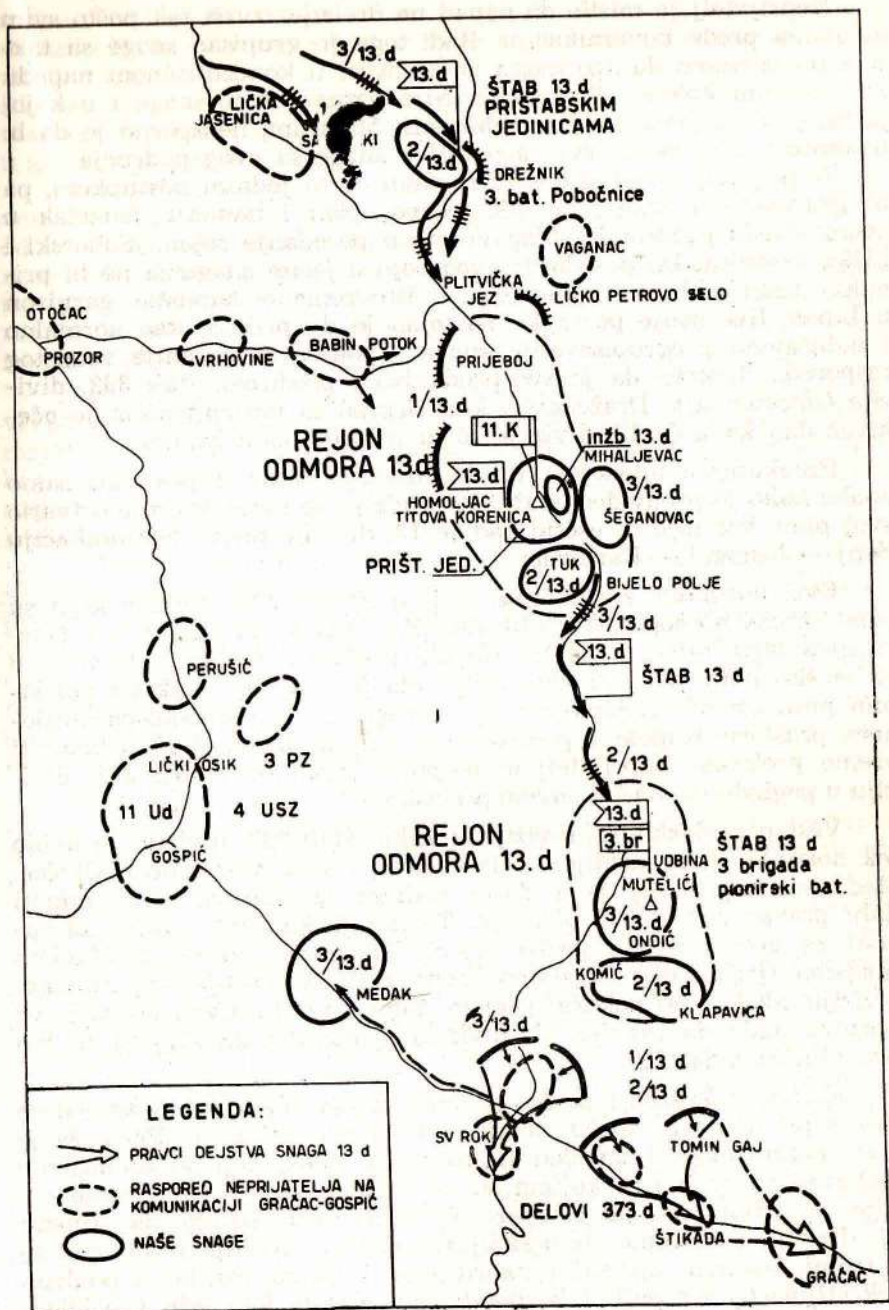 3/13.d
13.d
ŠTAB 13.d
PRIŠTABSKIM
JEDINICAMA
LIČKA
JASENICA
2/13.d
DREŽNIK
3. bat. Pobočnice
VAGANAC
PLITVIČKA
JEZ
LIČKO PETROVO SELO
OTOČAC
PROZOR
VRHOVINE
BABIN POTOK
PRIJEBOJ
1/13.d
11.K
REJON
ODMORA 13.d
13.d
inžb 13.d
MIHALJEVAC
HOMOLJAC
TITOVA KORENICA
3/13.d
ŠEGANOVAC
PRIŠT. JED.
TUK
2/13.d
BIJELO POLJE
3/13.d
13.d
ŠTAB 13 d
PERUŠIĆ
LIČKI OSIK
3 PZ
11 Ud
4 USZ
GOSPIĆ
2/13.d
REJON
ODMORA 13.d
13.d
3.br
UDBINA
MUTELIĆ
3/13.d
ONDIĆ
ŠTAB 13 d
3 brigada
pionirski bat.
KOMIĆ
2/13 d
KLAPAVICA
3/13.d
MEDAK
3/13.d
1/13 d
2/13 d
SV ROK
TOMIN GAJ
DELOVI 373.d
ŠTIKADA
GRAČAC
LEGENDA:
PRAVCI DEJSTVA SNAGA 13 d
RASPORED NEPRIJATELJA NA
KOMUNIKACIJI GRAČAC-GOSPIĆ
NAŠE SNAGE